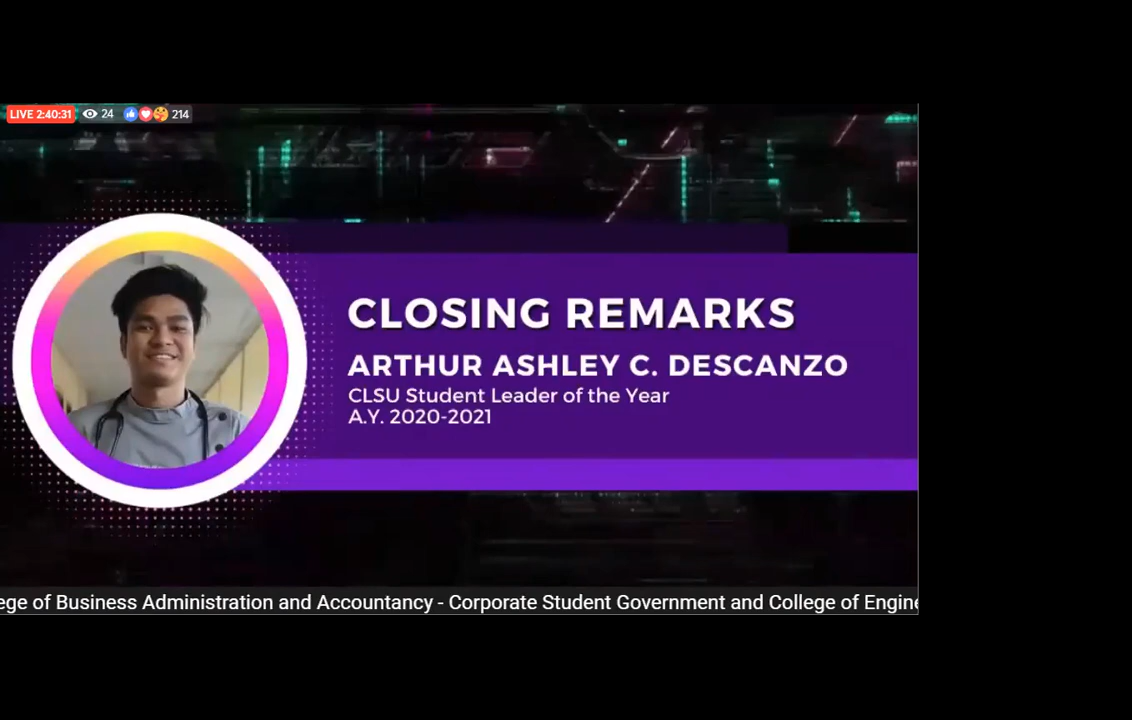 LIVE 2:40:31 24 214
CLOSING REMARKS
ARTHUR ASHLEY C. DESCANZO
CLSU Student Leader of the Year
A.Y. 2020-2021
ege of Business Administration and Accountancy - Corporate Student Government and College of Engine